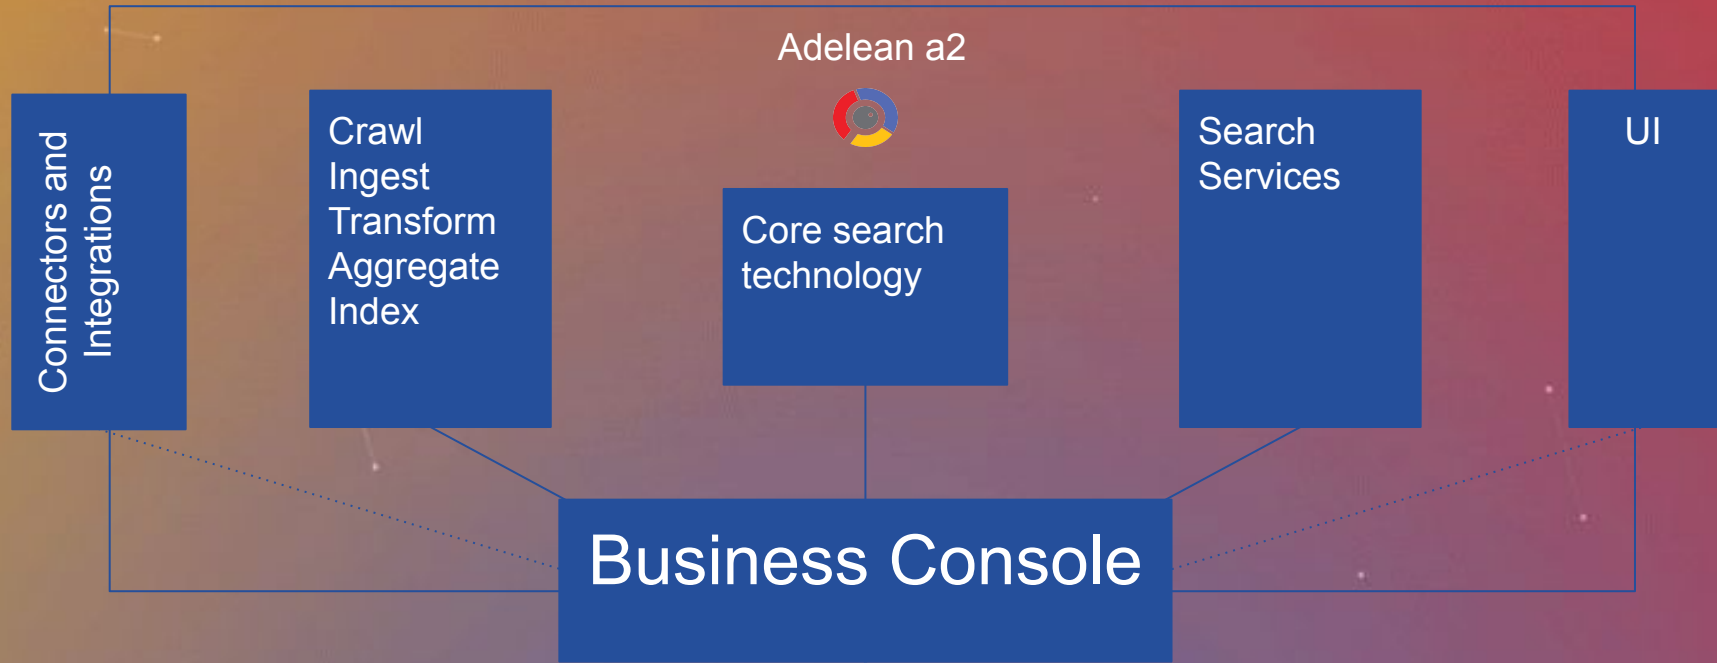 Adelean a2
Connectors and
Integrations
Crawl
Ingest
Transform
Aggregate
Index
Core search
technology
Search
Services
UI
Business Console